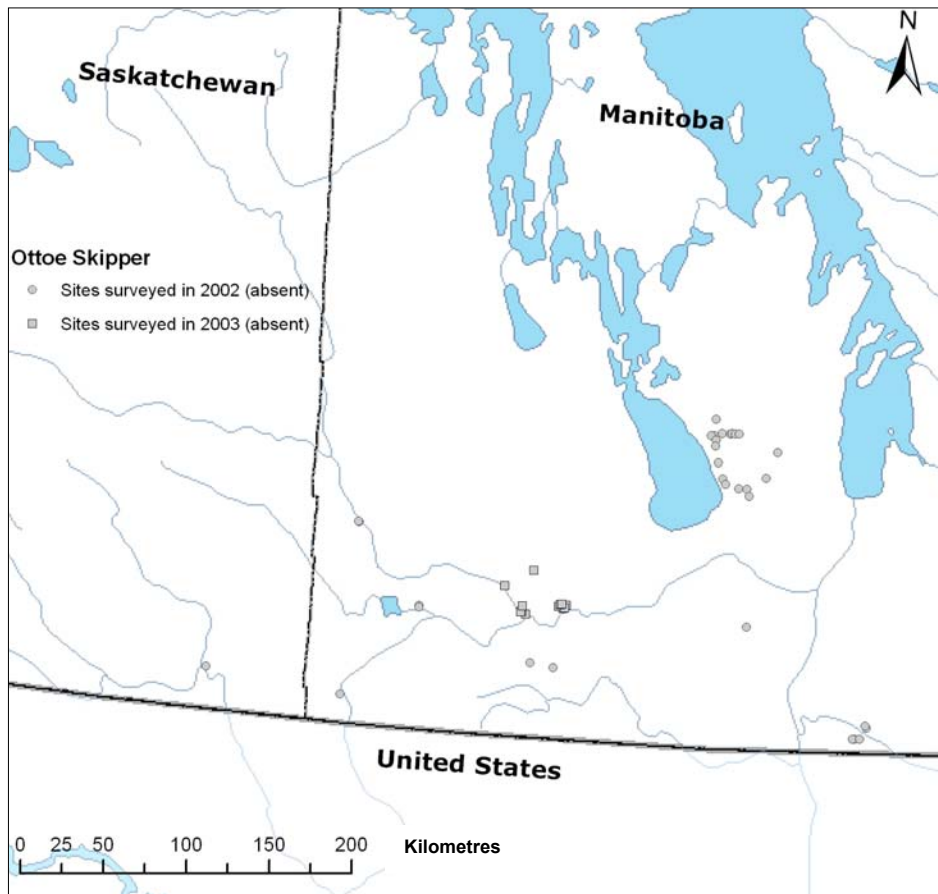 N
Saskatchewan
Manitoba
Ottoe Skipper
Sites surveyed in 2002 (absent)
Sites surveyed in 2003 (absent)
United States
0 25 50 100 150 200 Kilometres